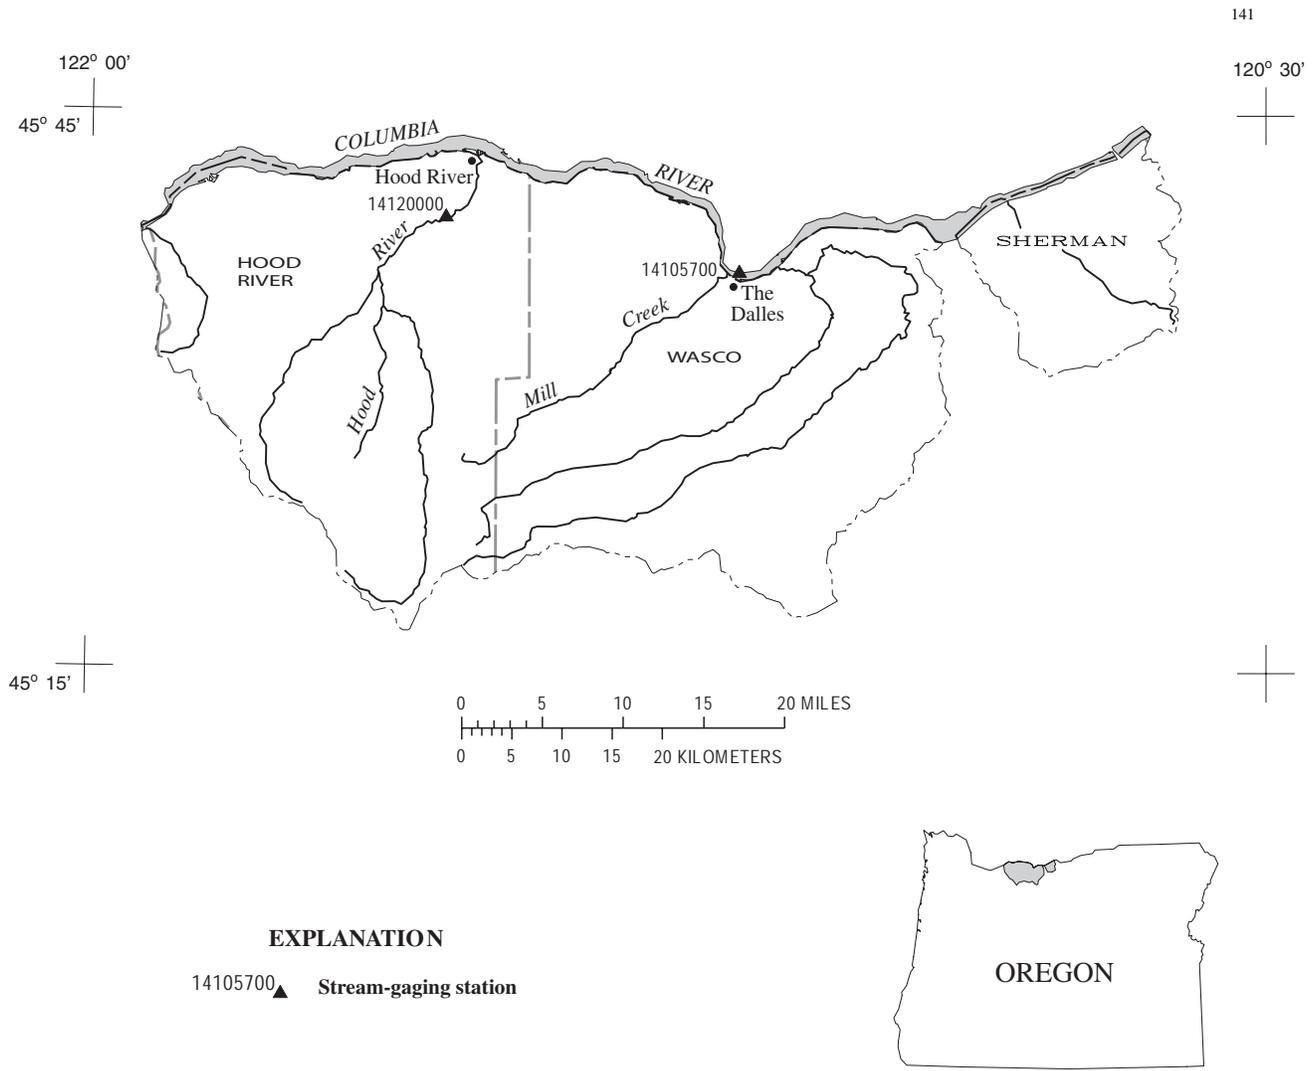 141
122° 00'
120° 30'
45° 45'
COLUMBIA
Hood River
RIVER
14120000
River
SHERMAN
HOOD
RIVER
14105700
The
Dalles
Creek
WASCO
Mill
Hood
45° 15'
0 5 10 15 20 MILES
0 5 10 15 20 KILOMETERS
EXPLANATION
14105700 Stream-gaging station
OREGON